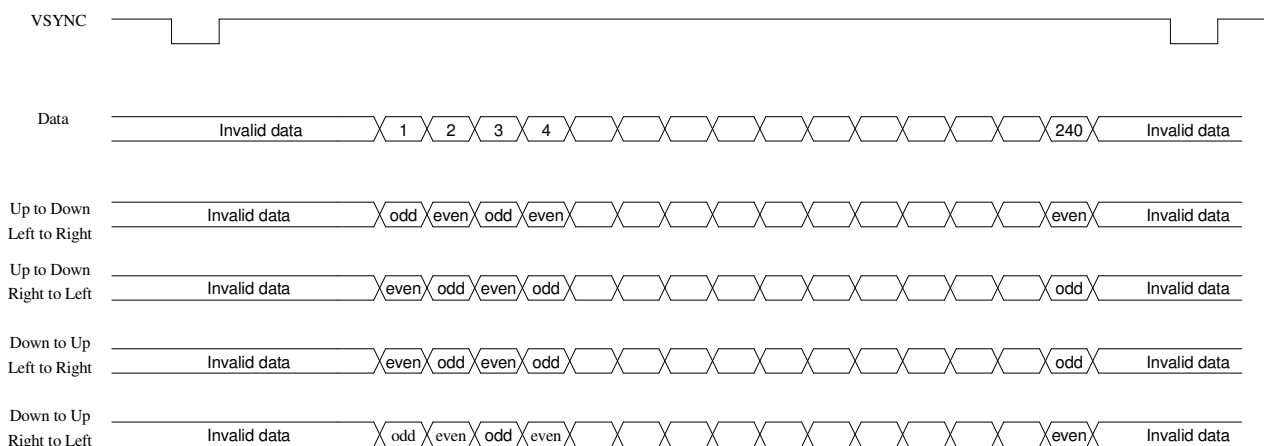 VSYNC
Data Invalid data 1 2 3 4 240 Invalid data
Up to Down
Left to Right
Invalid data odd even odd even even Invalid data
Up to Down
Right to Left
Invalid data even odd even odd odd Invalid data
Down to Up
Left to Right
Invalid data even odd even odd odd Invalid data
Down to Up
Right to Left
Invalid data odd even odd even even Invalid data